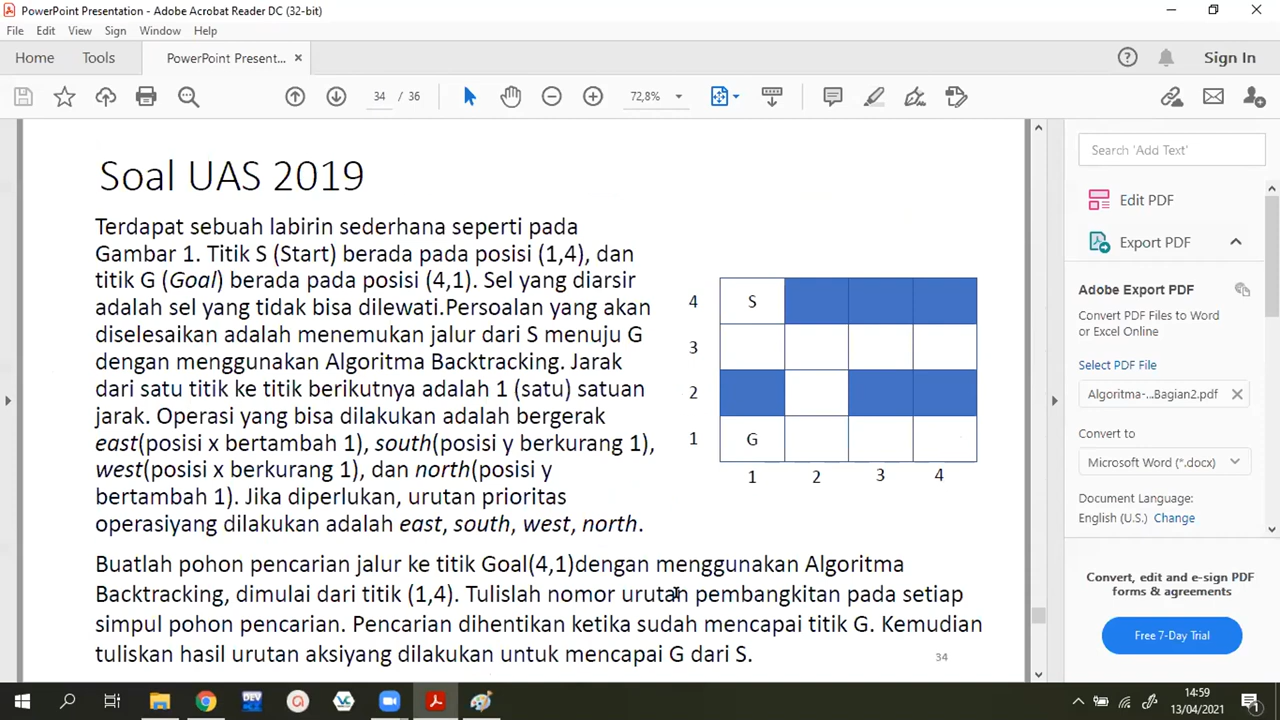 PowerPoint Presentation - Adobe Acrobat Reader DC (32-bit)
File Edit View Sign Window Help
Home Tools PowerPoint Present... × Sign In
34 / 36 72,8%
Soal UAS 2019
Terdapat sebuah labirin sederhana seperti pada
Gambar 1. Titik S (Start) berada pada posisi (1,4), dan
titik G (Goal) berada pada posisi (4,1). Sel yang diarsir
adalah sel yang tidak bisa dilewati.Persoalan yang akan
diselesaikan adalah menemukan jalur dari S menuju G
dengan menggunakan Algoritma Backtracking. Jarak
dari satu titik ke titik berikutnya adalah 1 (satu) satuan
jarak. Operasi yang bisa dilakukan adalah bergerak
east(posisi x bertambah 1), south(posisi y berkurang 1),
west(posisi x berkurang 1), dan north(posisi y
bertambah 1). Jika diperlukan, urutan prioritas
operasiyang dilakukan adalah east, south, west, north.
4 S
3
2
1 G
1 2 3 4
Buatlah pohon pencarian jalur ke titik Goal(4,1)dengan menggunakan Algoritma
Backtracking, dimulai dari titik (1,4). Tulislah nomor urutan pembangkitan pada setiap
simpul pohon pencarian. Pencarian dihentikan ketika sudah mencapai titik G. Kemudian
tuliskan hasil urutan aksiyang dilakukan untuk mencapai G dari S.
34
Search 'Add Text'
Edit PDF
Export PDF
Adobe Export PDF
Convert PDF Files to Word
or Excel Online
Select PDF File
Algoritma-...Bagian2.pdf
Convert to
Microsoft Word (*.docx)
Document Language:
English (U.S.) Change
Convert, edit and e-sign PDF
forms & agreements
Free 7-Day Trial
DEV
14:59
13/04/2021
1